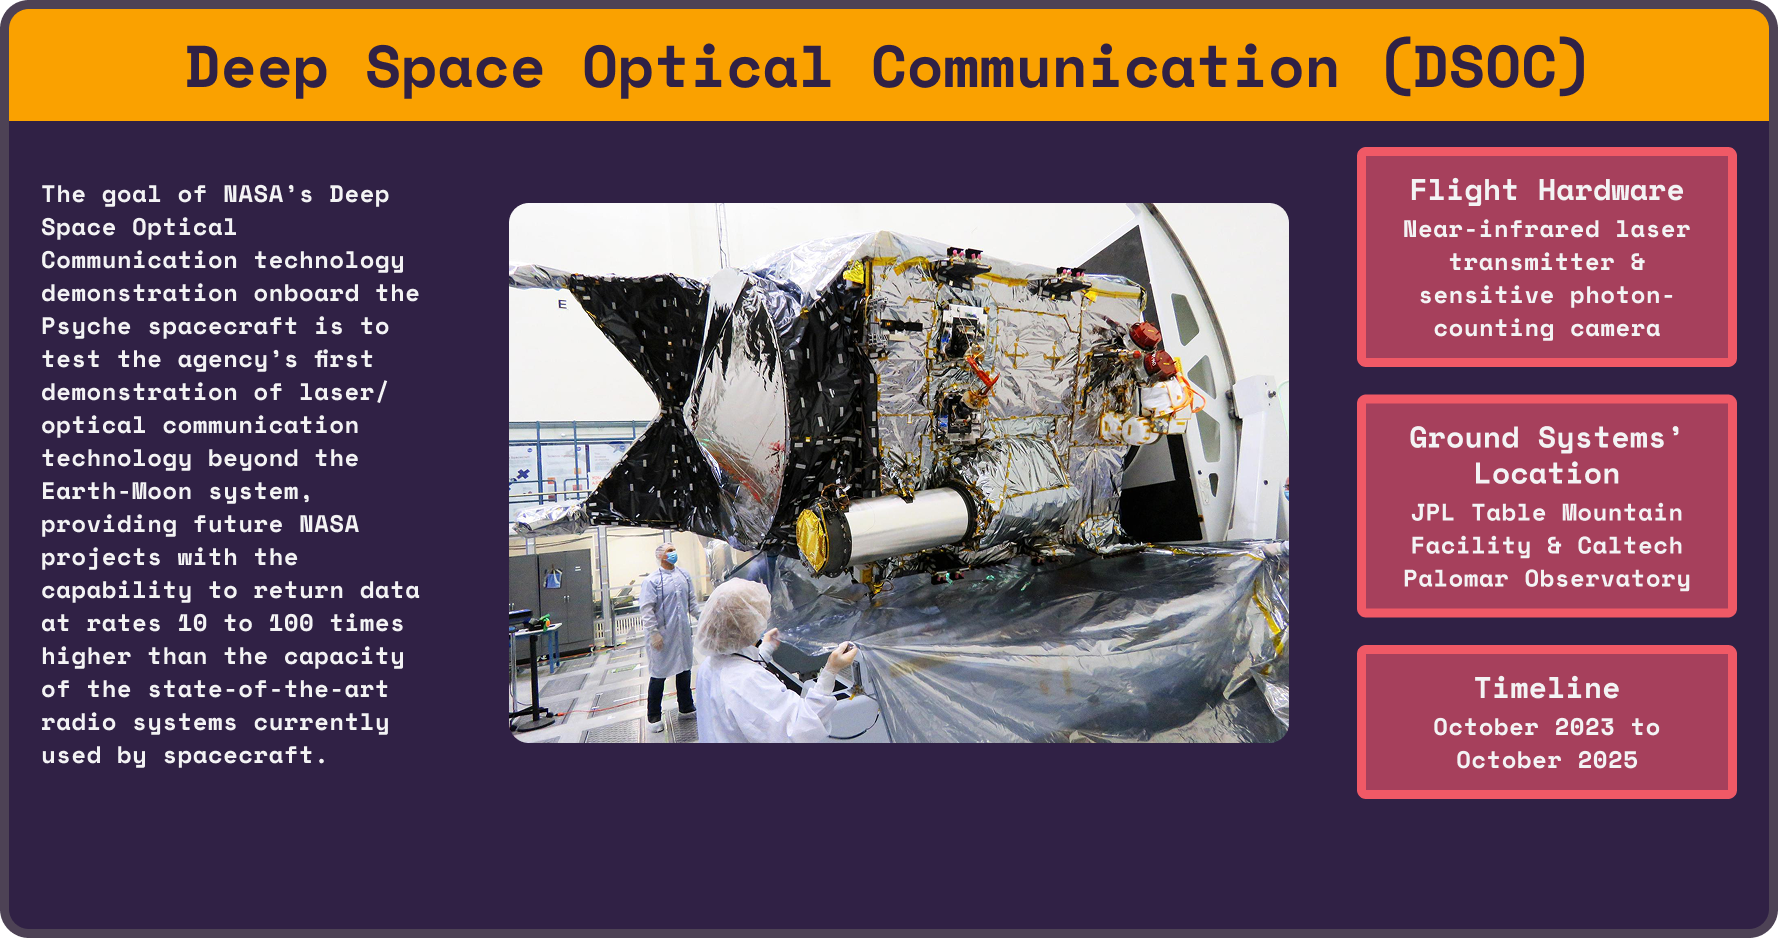 Deep Space Optical Communication (DSOC)
The goal of NASA’s Deep
Space Optical
Communication technology
demonstration onboard the
Psyche spacecraft is to
test the agency’s first
demonstration of laser/
optical communication
technology beyond the
Earth-Moon system,
providing future NASA
projects with the
capability to return data
at rates 10 to 100 times
higher than the capacity
of the state-of-the-art
radio systems currently
used by spacecraft.
E
Flight Hardware
Near-infrared laser
transmitter &
sensitive photon-
counting camera
Ground Systems’
Location
JPL Table Mountain
Facility & Caltech
Palomar Observatory
Timeline
October 2023 to
October 2025